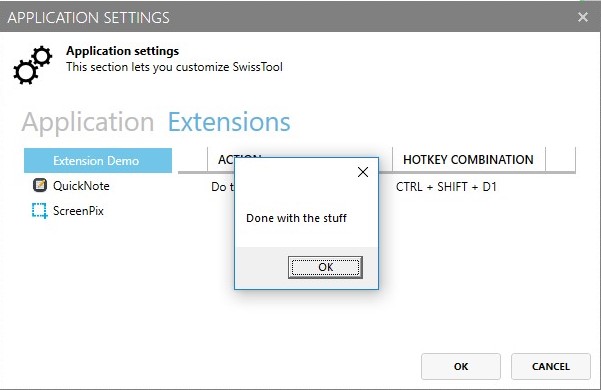 APPLICATION SETTINGS
Application settings
This section lets you customize SwissTool
Application Extensions
Extension Demo
ACTION
HOTKEY COMBINATION
QuickNote
Do t
CTRL + SHIFT + D1
ScreenPix
Done with the stuff
OK
OK
CANCEL